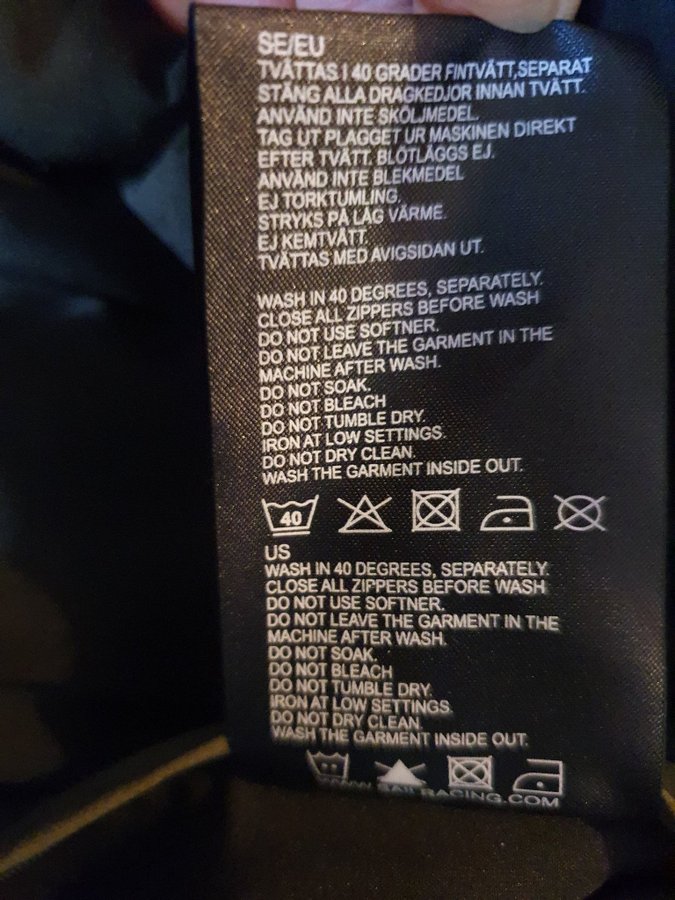 SE/EU
TVÄTTAS I 40 GRADER FINTVÄTT,SEPARAT
STÄNG ALLA DRAGKEDJOR INNAN TVÄTT.
ANVÄND INTE SKÖLJMEDEL.
TAG UT PLAGGET UR MASKINEN DIREKT
EFTER TVÄTT. BLÖTLÄGGS EJ.
ANVÄND INTE BLEKMEDEL
EJ TORKTUMLING.
STRYKS PÅ LÅG VÄRME.
EJ KEMTVÄTT.
TVÄTTAS MED AVIGSIDAN UT.
WASH IN 40 DEGREES, SEPARATELY.
CLOSE ALL ZIPPERS BEFORE WASH
DO NOT USE SOFTNER.
DO NOT LEAVE THE GARMENT IN THE
MACHINE AFTER WASH.
DO NOT SOAK.
DO NOT BLEACH
DO NOT TUMBLE DRY.
IRON AT LOW SETTINGS.
DO NOT DRY CLEAN.
WASH THE GARMENT INSIDE OUT.
40
US
WASH IN 40 DEGREES, SEPARATELY.
CLOSE ALL ZIPPERS BEFORE WASH
DO NOT USE SOFTNER.
DO NOT LEAVE THE GARMENT IN THE
MACHINE AFTER WASH.
DO NOT SOAK.
DO NOT BLEACH
DO NOT TUMBLE DRY.
IRON AT LOW SETTINGS.
DO NOT DRY CLEAN.
WASH THE GARMENT INSIDE OUT.
WWW.SAILRACING.COM